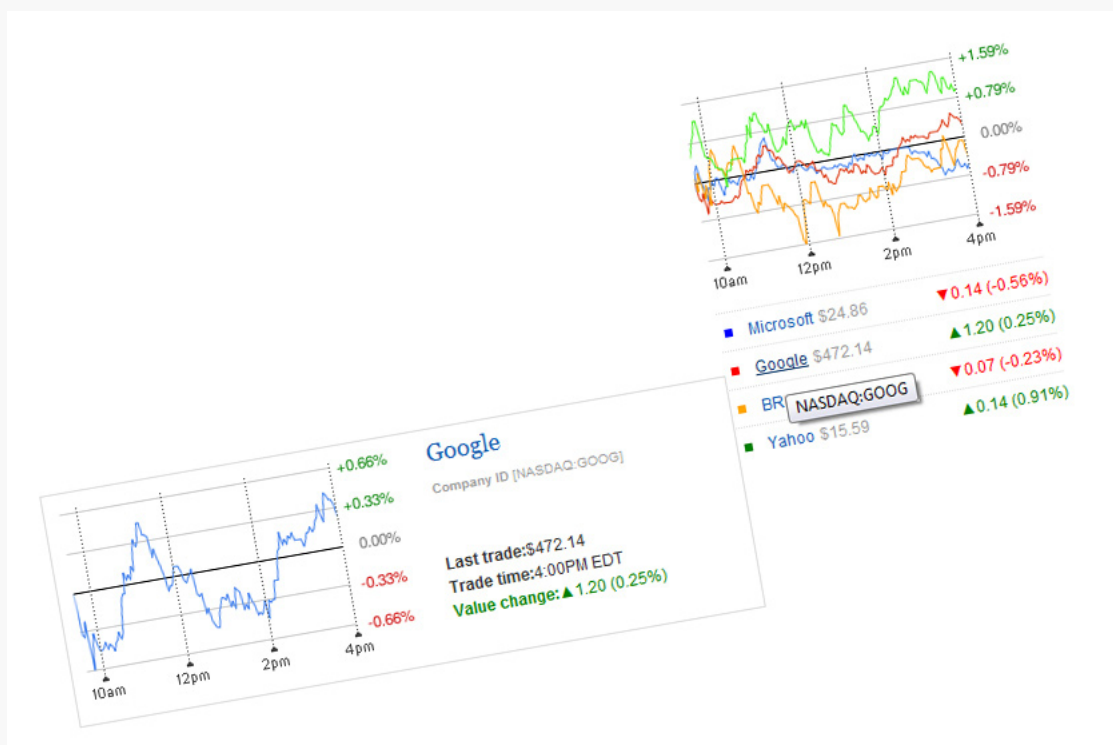 +1.59%
+0.79%
0.00%
-0.79%
-1.59%
10am 12pm 2pm 4pm
Microsoft $24.86 ▼0.14 (-0.56%)
Google $472.14 ▲1.20 (0.25%)
BR ▼0.07 (-0.23%)
NASDAQ:GOOG
Yahoo $15.59 ▲0.14 (0.91%)
+0.66%
+0.33%
0.00%
-0.33%
-0.66%
10am 12pm 2pm 4pm
Google
Company ID [NASDAQ:GOOG]
Last trade:$472.14
Trade time:4:00PM EDT
Value change:▲1.20 (0.25%)